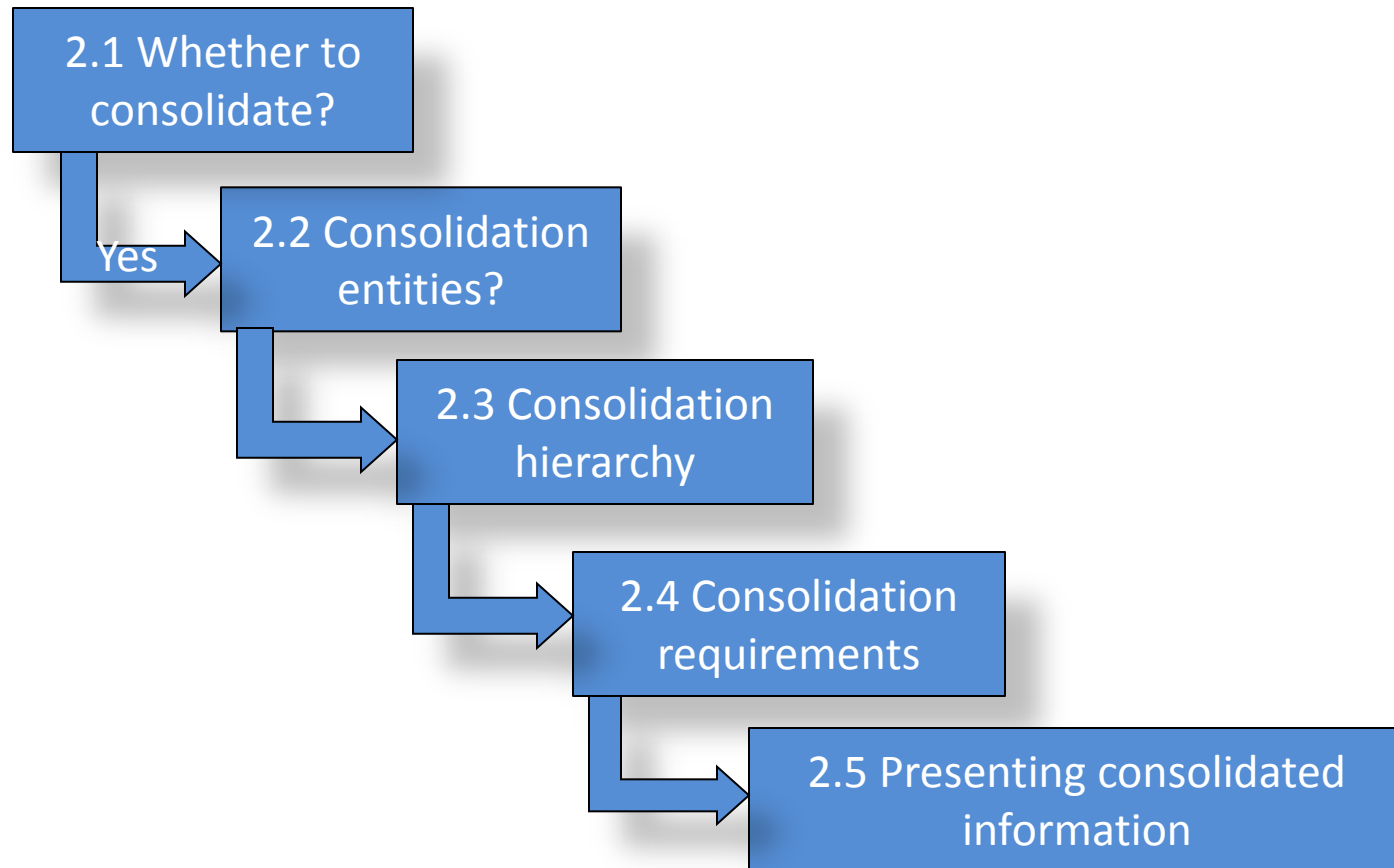 2.1 Whether to
consolidate?
Yes
2.2 Consolidation
entities?
2.3 Consolidation
hierarchy
2.4 Consolidation
requirements
2.5 Presenting consolidated
information